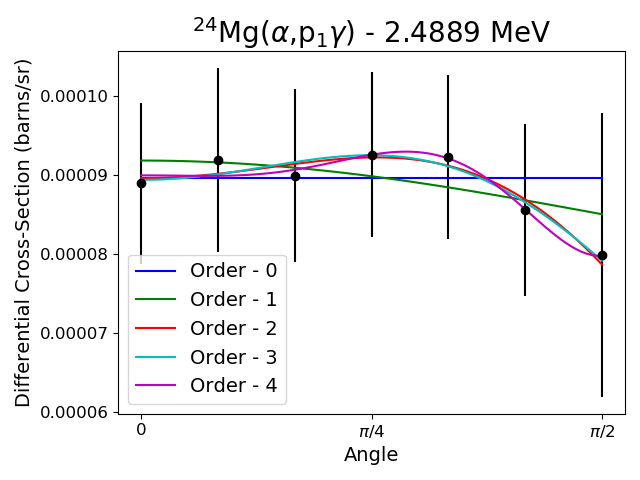 ²⁴Mg(α,p₁γ) - 2.4889 MeV
Differential Cross-Section (barns/sr)
0.00010
0.00009
0.00008
0.00007
0.00006
Order - 0
Order - 1
Order - 2
Order - 3
Order - 4
0 π/4 π/2
Angle